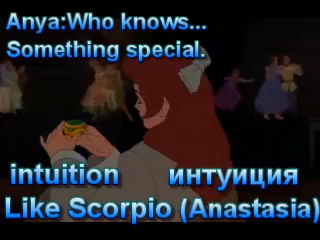 Anya:Who knows...
Something special.
intuition интуиция
Like Scorpio (Anastasia)